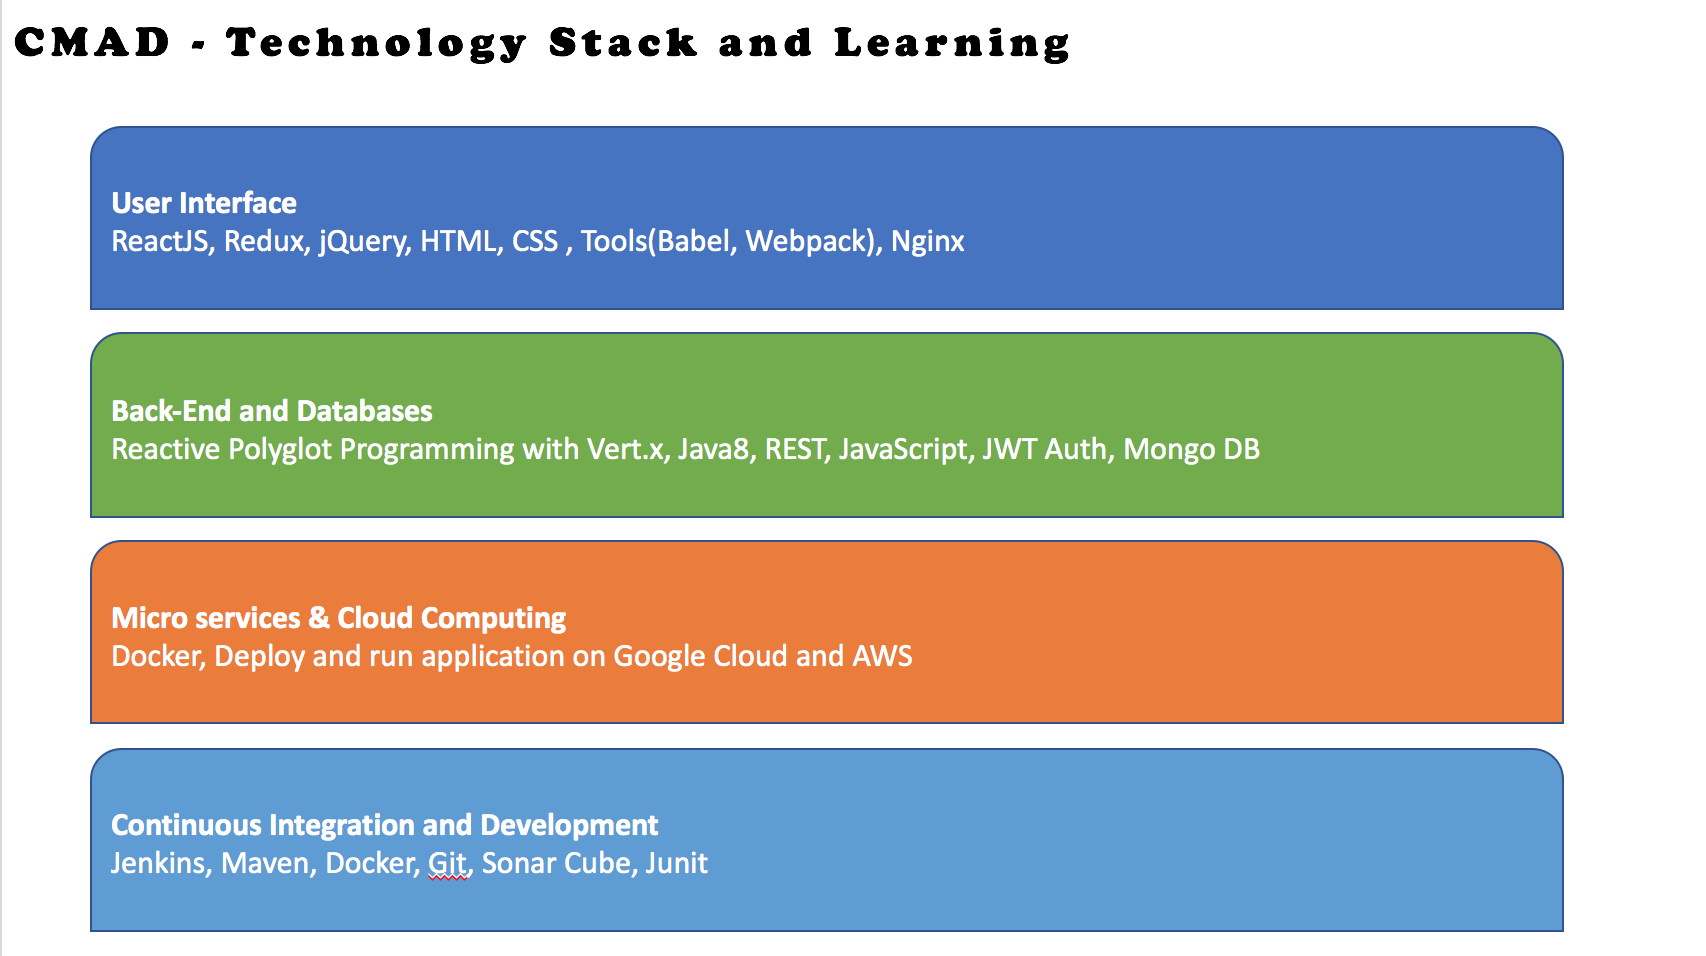 CMAD - Technology Stack and Learning
User Interface
ReactJS, Redux, jQuery, HTML, CSS , Tools(Babel, Webpack), Nginx
Back-End and Databases
Reactive Polyglot Programming with Vert.x, Java8, REST, JavaScript, JWT Auth, Mongo DB
Micro services & Cloud Computing
Docker, Deploy and run application on Google Cloud and AWS
Continuous Integration and Development
Jenkins, Maven, Docker, Git, Sonar Cube, Junit